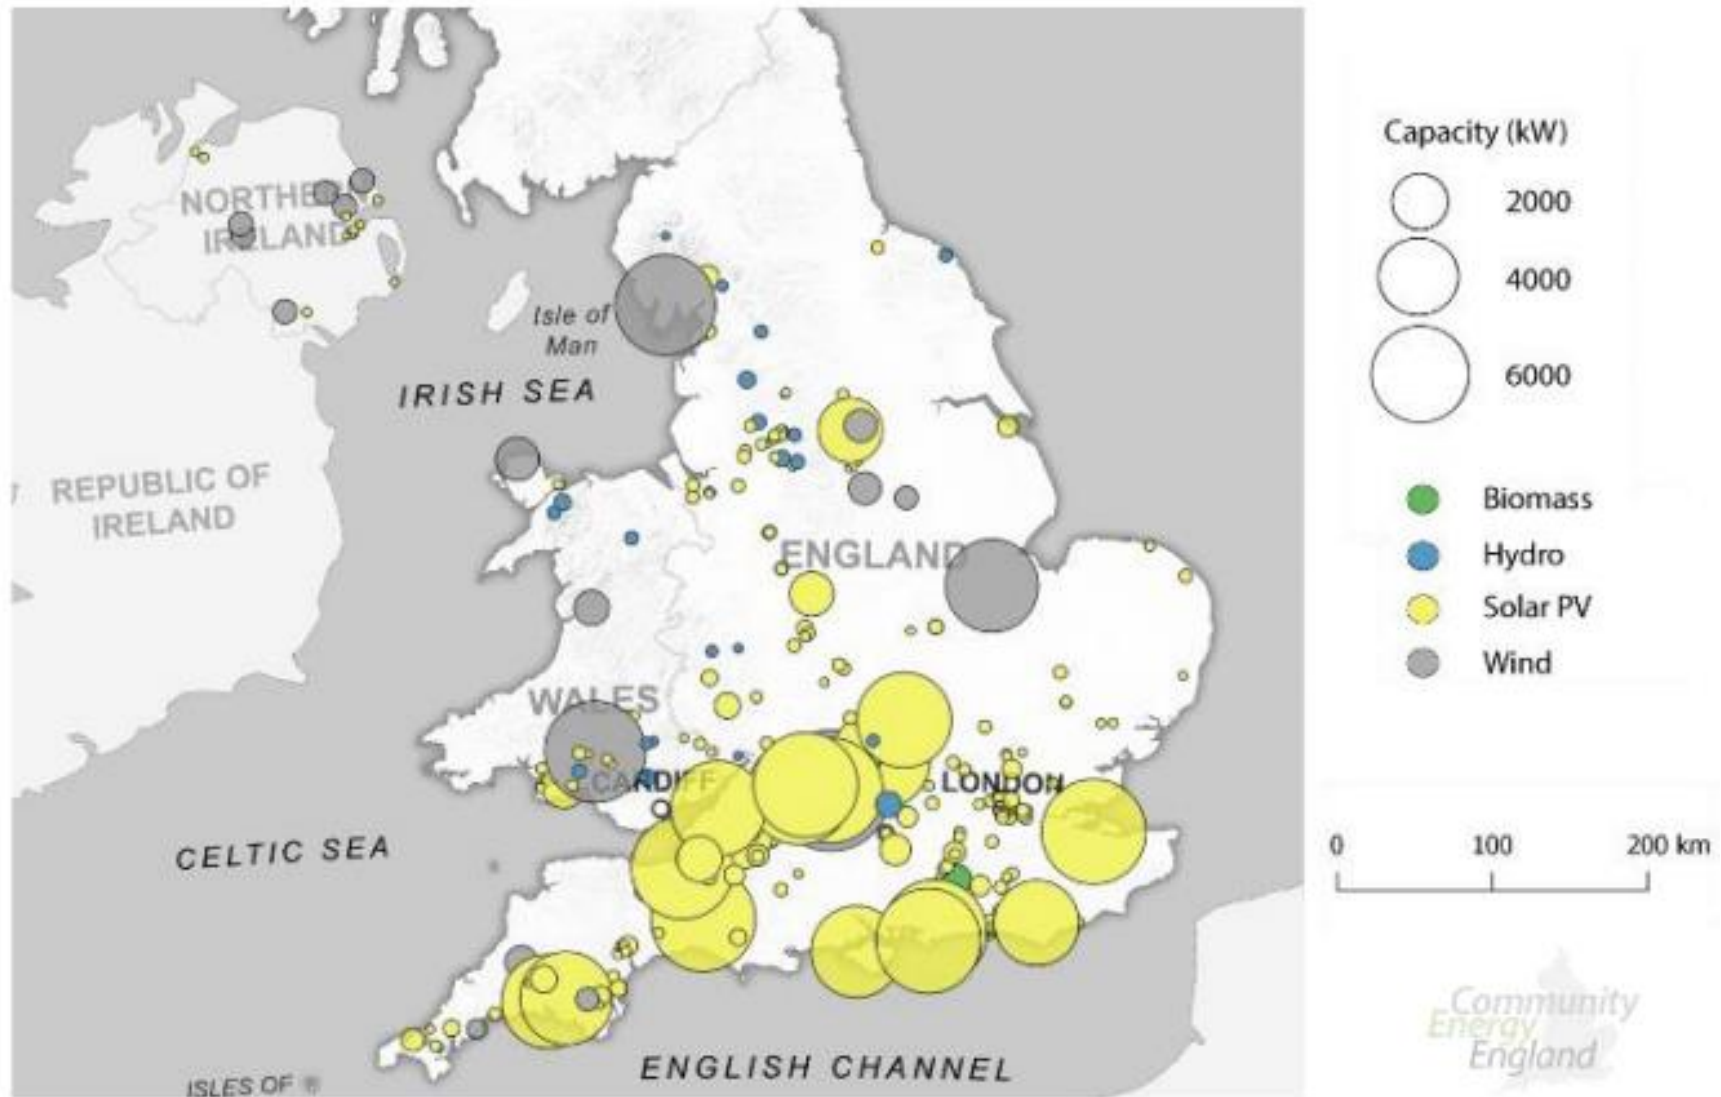 NORTHE
IRELAND
Isle of
Man
IRISH SEA
REPUBLIC OF
IRELAND
ENGLAND
WALES
CARDIFF
LONDON
CELTIC SEA
ENGLISH CHANNEL
ISLES OF
Capacity (kW)
2000
4000
6000
Biomass
Hydro
Solar PV
Wind
0 100 200 km
Community
Energy
England